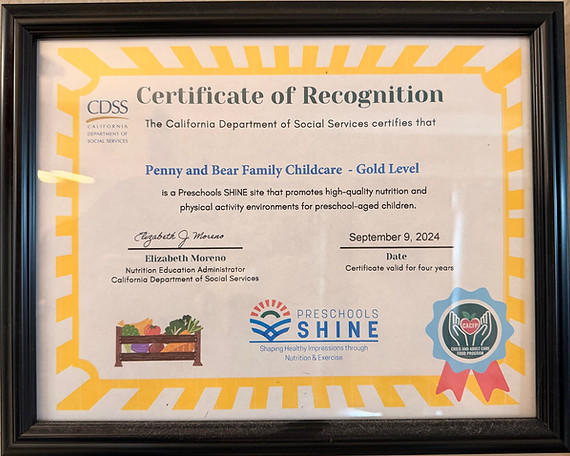 CDSS
CALIFORNIA
DEPARTMENT OF
SOCIAL SERVICES
Certificate of Recognition
The California Department of Social Services certifies that
Penny and Bear Family Childcare - Gold Level
is a Preschools SHINE site that promotes high-quality nutrition and
physical activity environments for preschool-aged children.
Elizabeth J. Moreno
Elizabeth Moreno
Nutrition Education Administrator
California Department of Social Services
September 9, 2024
Date
Certificate valid for four years
PRESCHOOLS
SHINE
Shaping Healthy Impressions through
Nutrition & Exercise
CACFP
CHILD AND ADULT CARE
FOOD PROGRAM